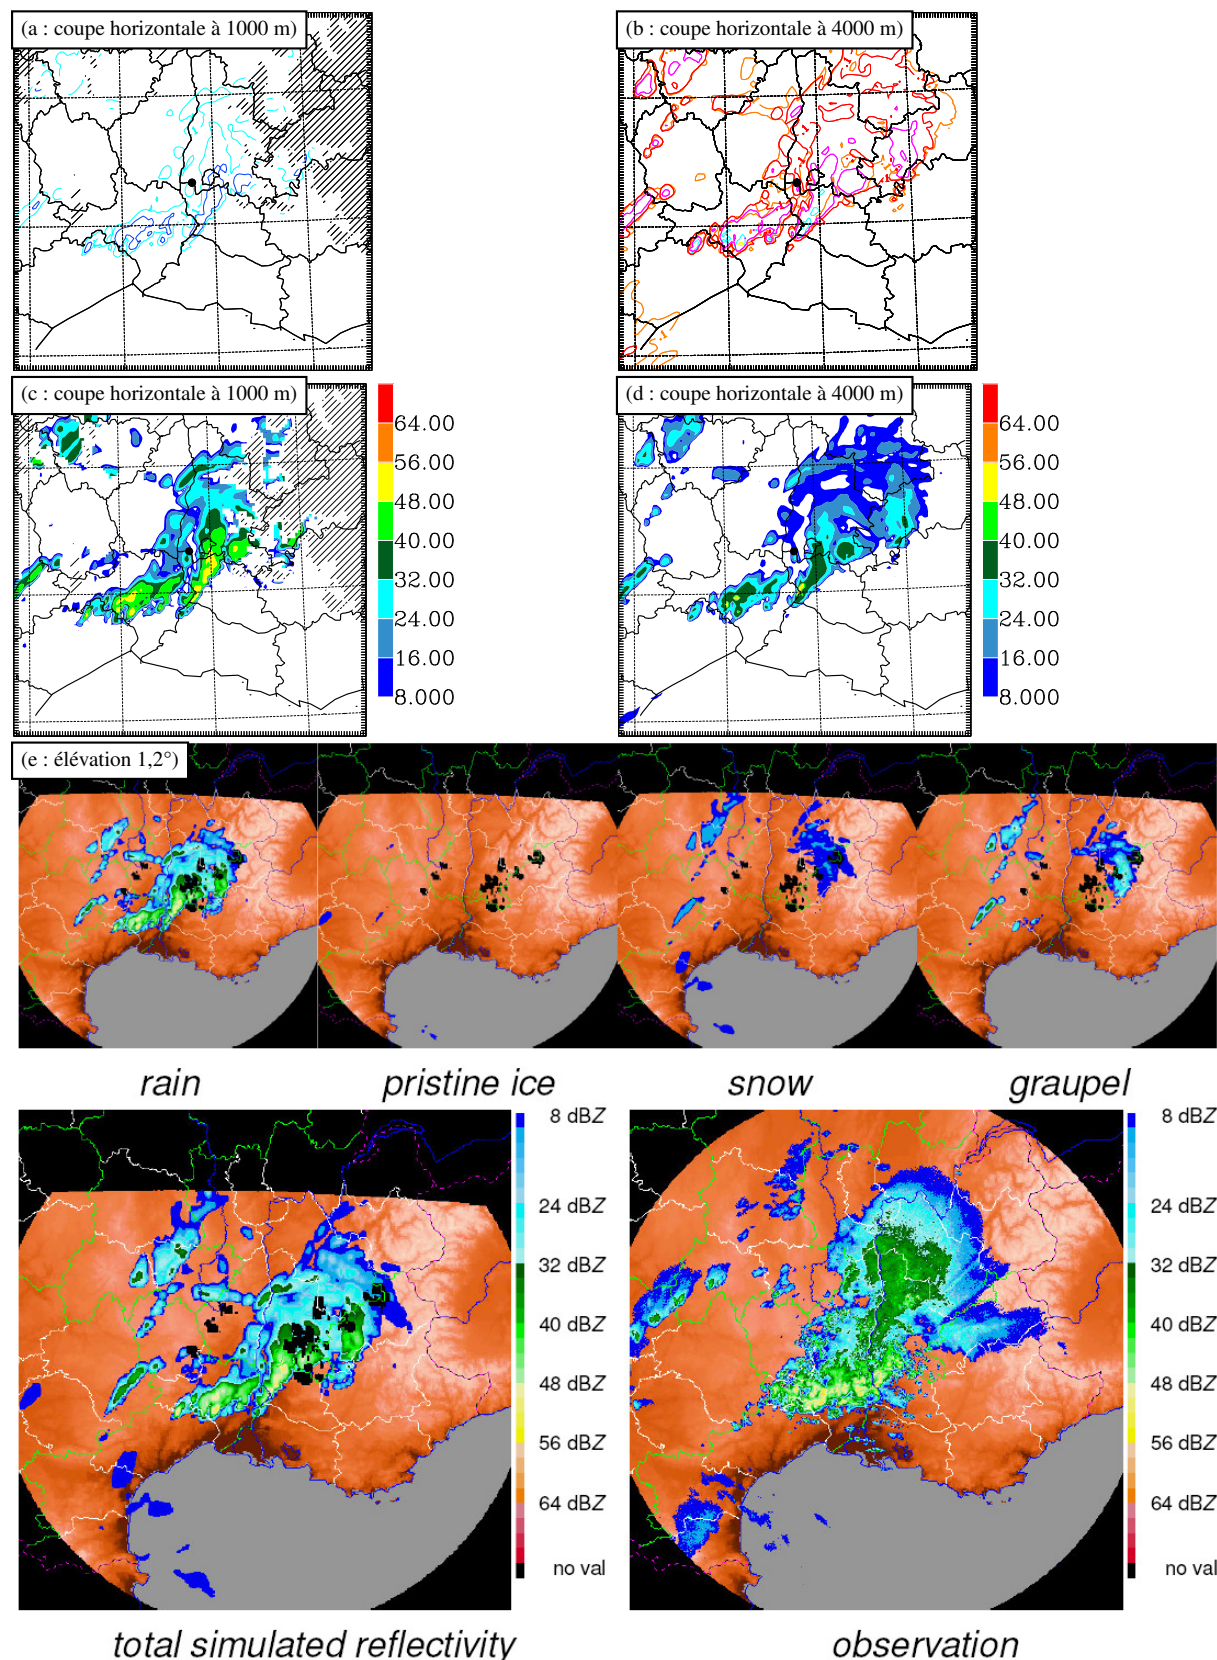 (a : coupe horizontale à 1000 m)
(b : coupe horizontale à 4000 m)
(c : coupe horizontale à 1000 m)
64.00
56.00
48.00
40.00
32.00
24.00
16.00
8.000
(d : coupe horizontale à 4000 m)
64.00
56.00
48.00
40.00
32.00
24.00
16.00
8.000
(e : élévation 1,2°)
rain
pristine ice
snow
graupel
8 dBZ
24 dBZ
32 dBZ
40 dBZ
48 dBZ
56 dBZ
64 dBZ
no val
8 dBZ
24 dBZ
32 dBZ
40 dBZ
48 dBZ
56 dBZ
64 dBZ
no val
total simulated reflectivity
observation